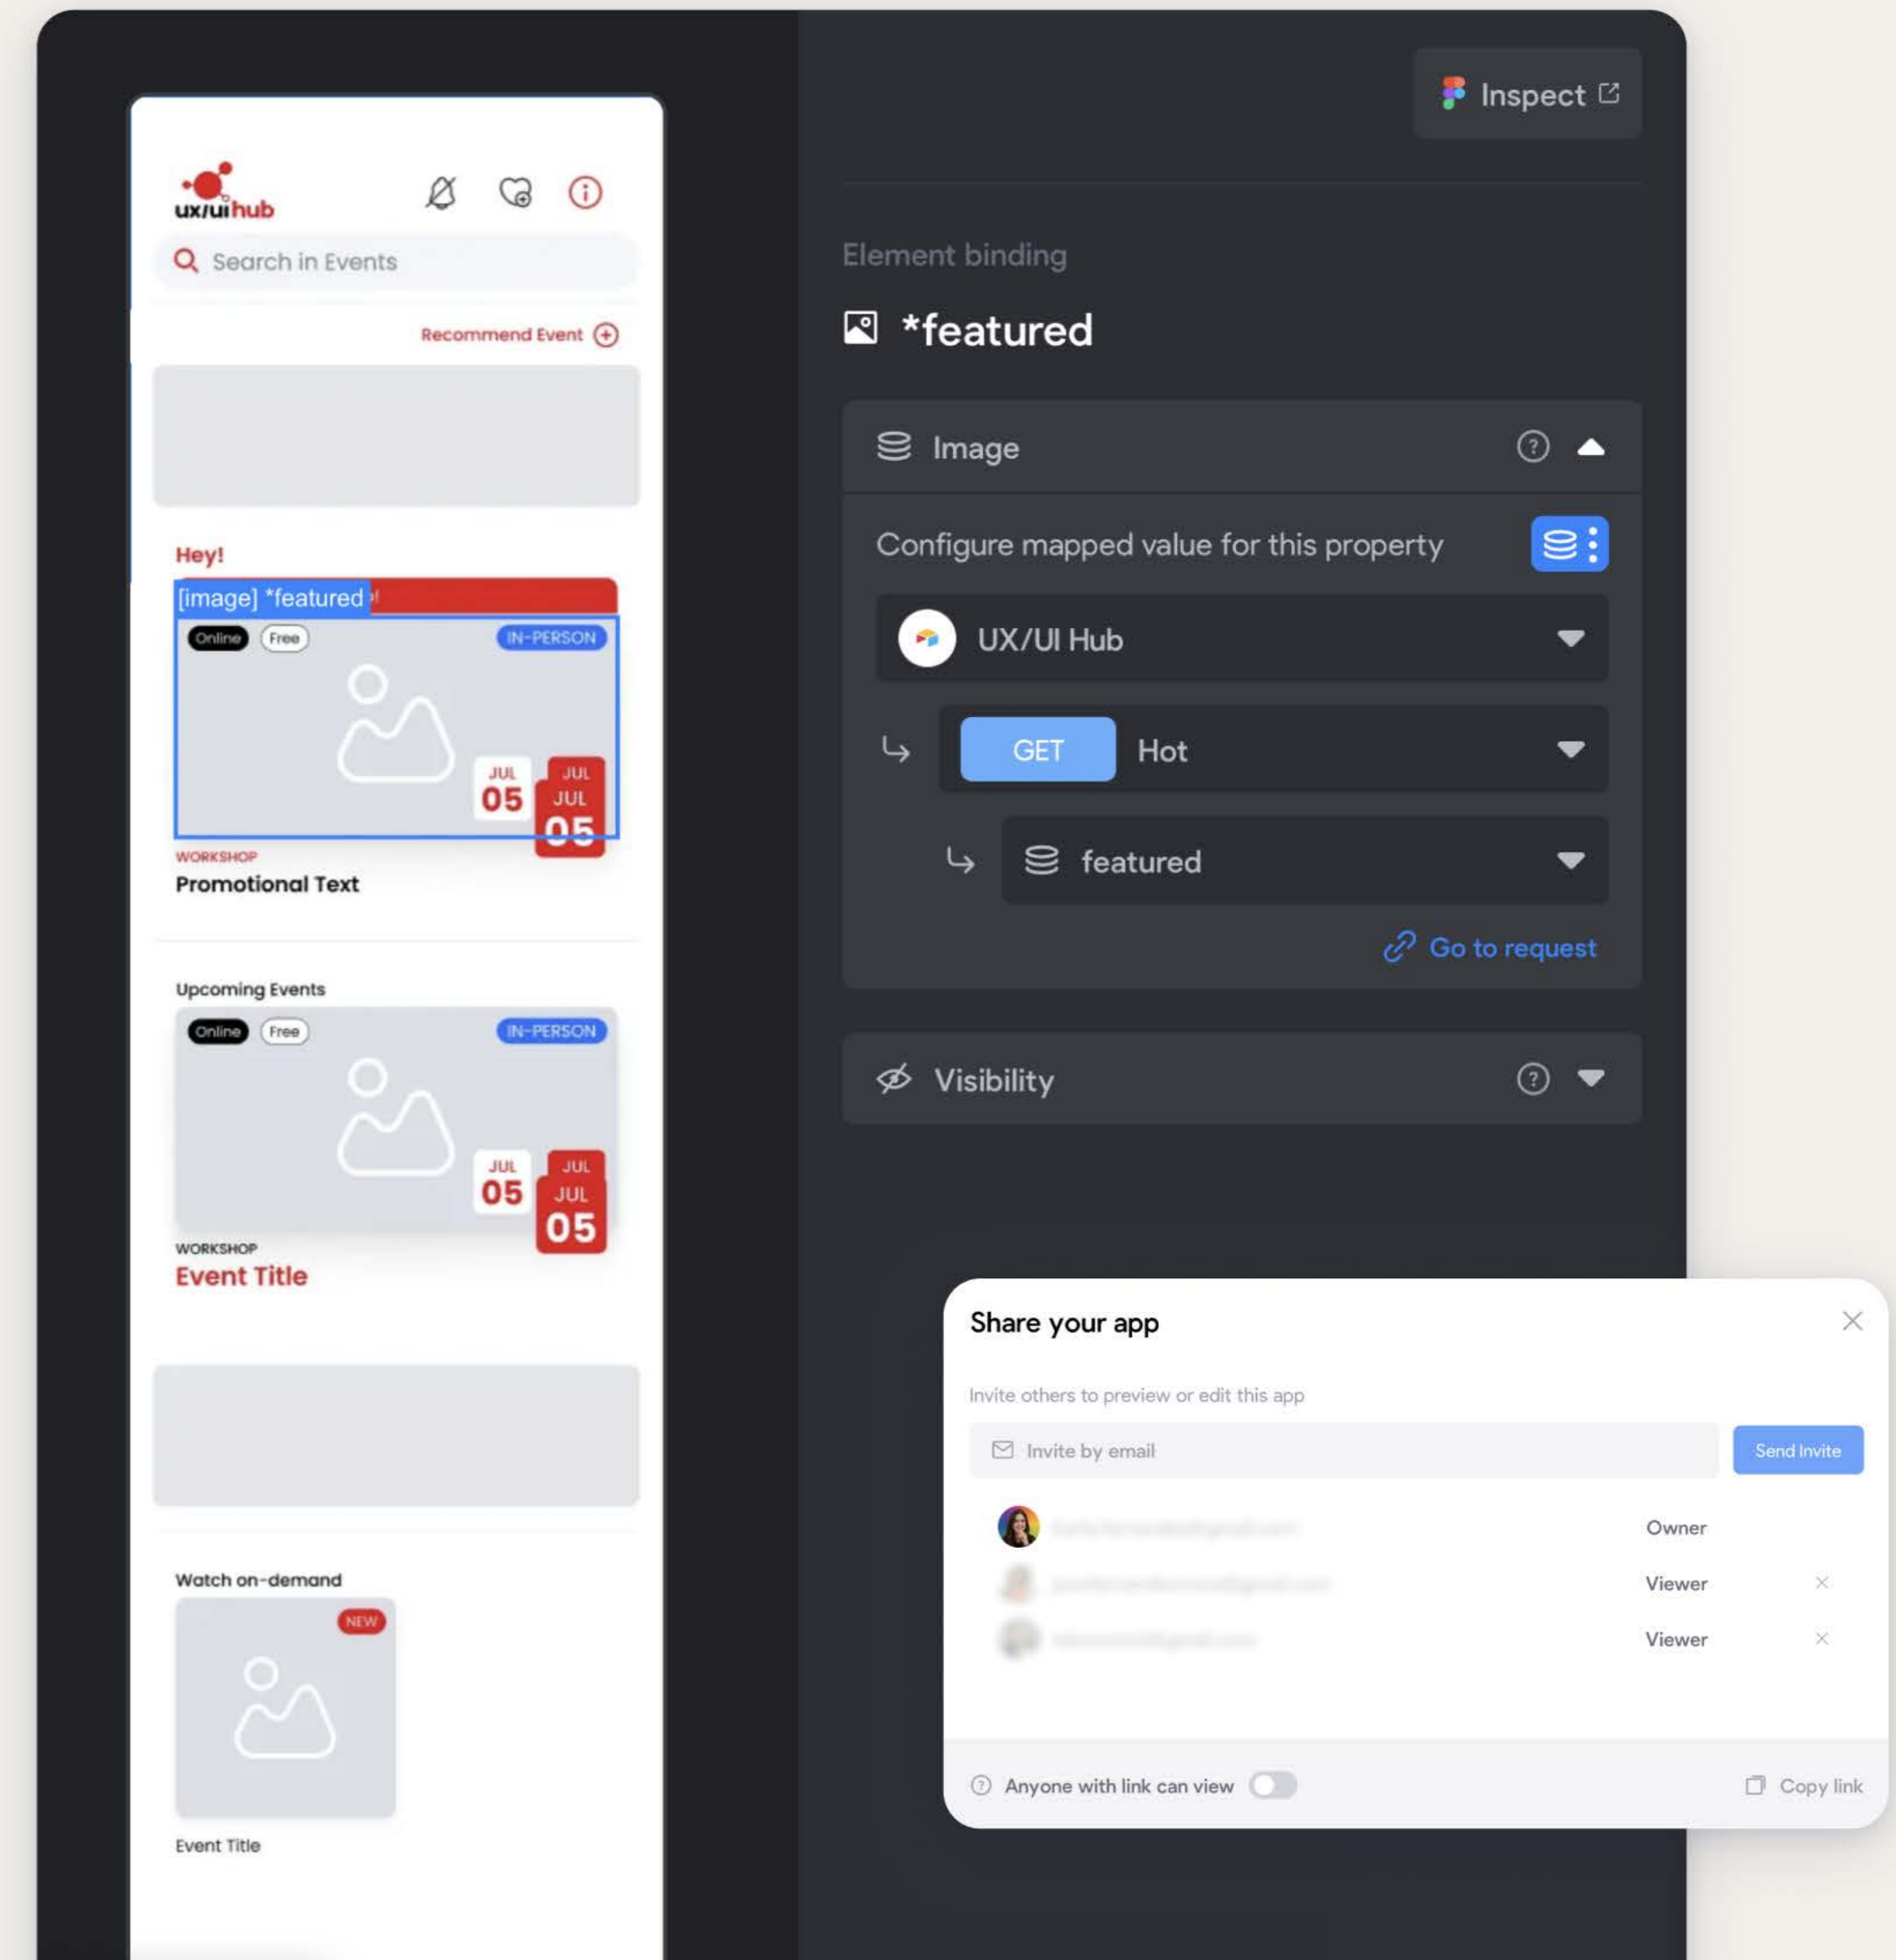 Inspect
ux/ui hub
Search in Events
Recommend Event
Hey!
[image] *featured
Online Free IN-PERSON
JUL
05
JUL
JUL
05
WORKSHOP
Promotional Text
Upcoming Events
Online Free IN-PERSON
JUL
05
JUL
JUL
05
WORKSHOP
Event Title
Watch on-demand
NEW
Event Title
Element binding
*featured
Image
Configure mapped value for this property
UX/UI Hub
GET Hot
featured
Go to request
Visibility
Share your app
Invite others to preview or edit this app
Invite by email
Send Invite
Owner
Viewer
Viewer
Anyone with link can view
Copy link